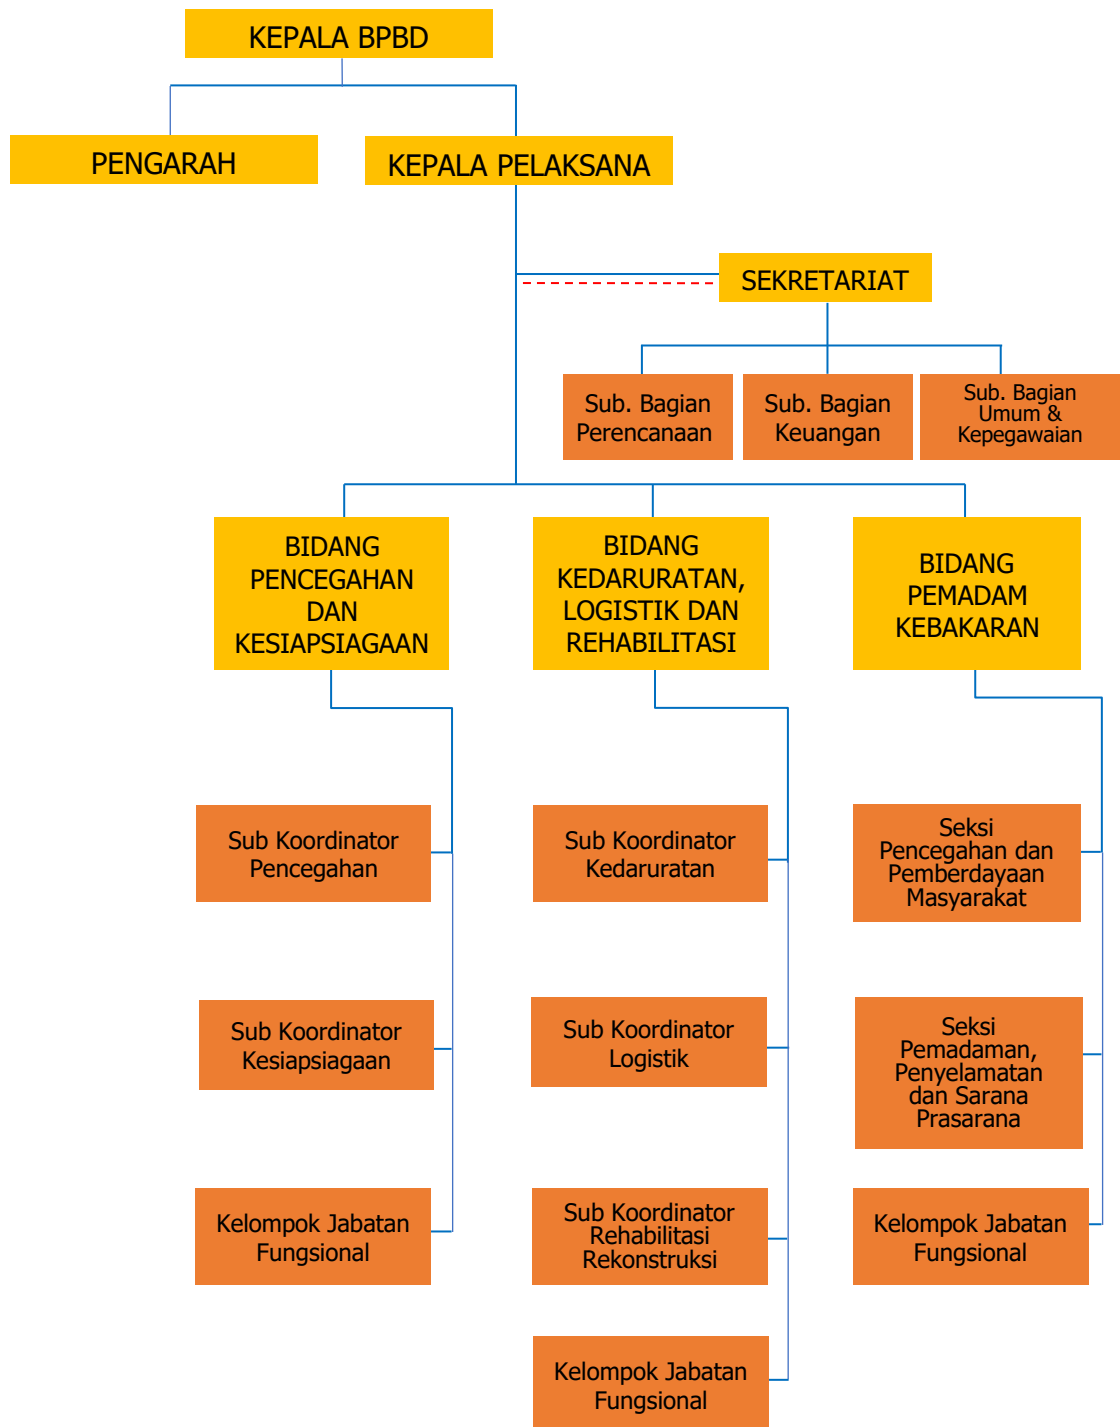 KEPALA BPBD
PENGARAH
KEPALA PELAKSANA
SEKRETARIAT
Sub. Bagian
Perencanaan
Sub. Bagian
Keuangan
Sub. Bagian
Umum &
Kepegawaian
BIDANG
PENCEGAHAN
DAN
KESIAPSIAGAAN
BIDANG
KEDARURATAN,
LOGISTIK DAN
REHABILITASI
BIDANG
PEMADAM
KEBAKARAN
Sub Koordinator
Pencegahan
Sub Koordinator
Kedaruratan
Seksi
Pencegahan dan
Pemberdayaan
Masyarakat
Sub Koordinator
Kesiapsiagaan
Sub Koordinator
Logistik
Seksi
Pemadaman,
Penyelamatan
dan Sarana
Prasarana
Kelompok Jabatan
Fungsional
Sub Koordinator
Rehabilitasi
Rekonstruksi
Kelompok Jabatan
Fungsional
Kelompok Jabatan
Fungsional